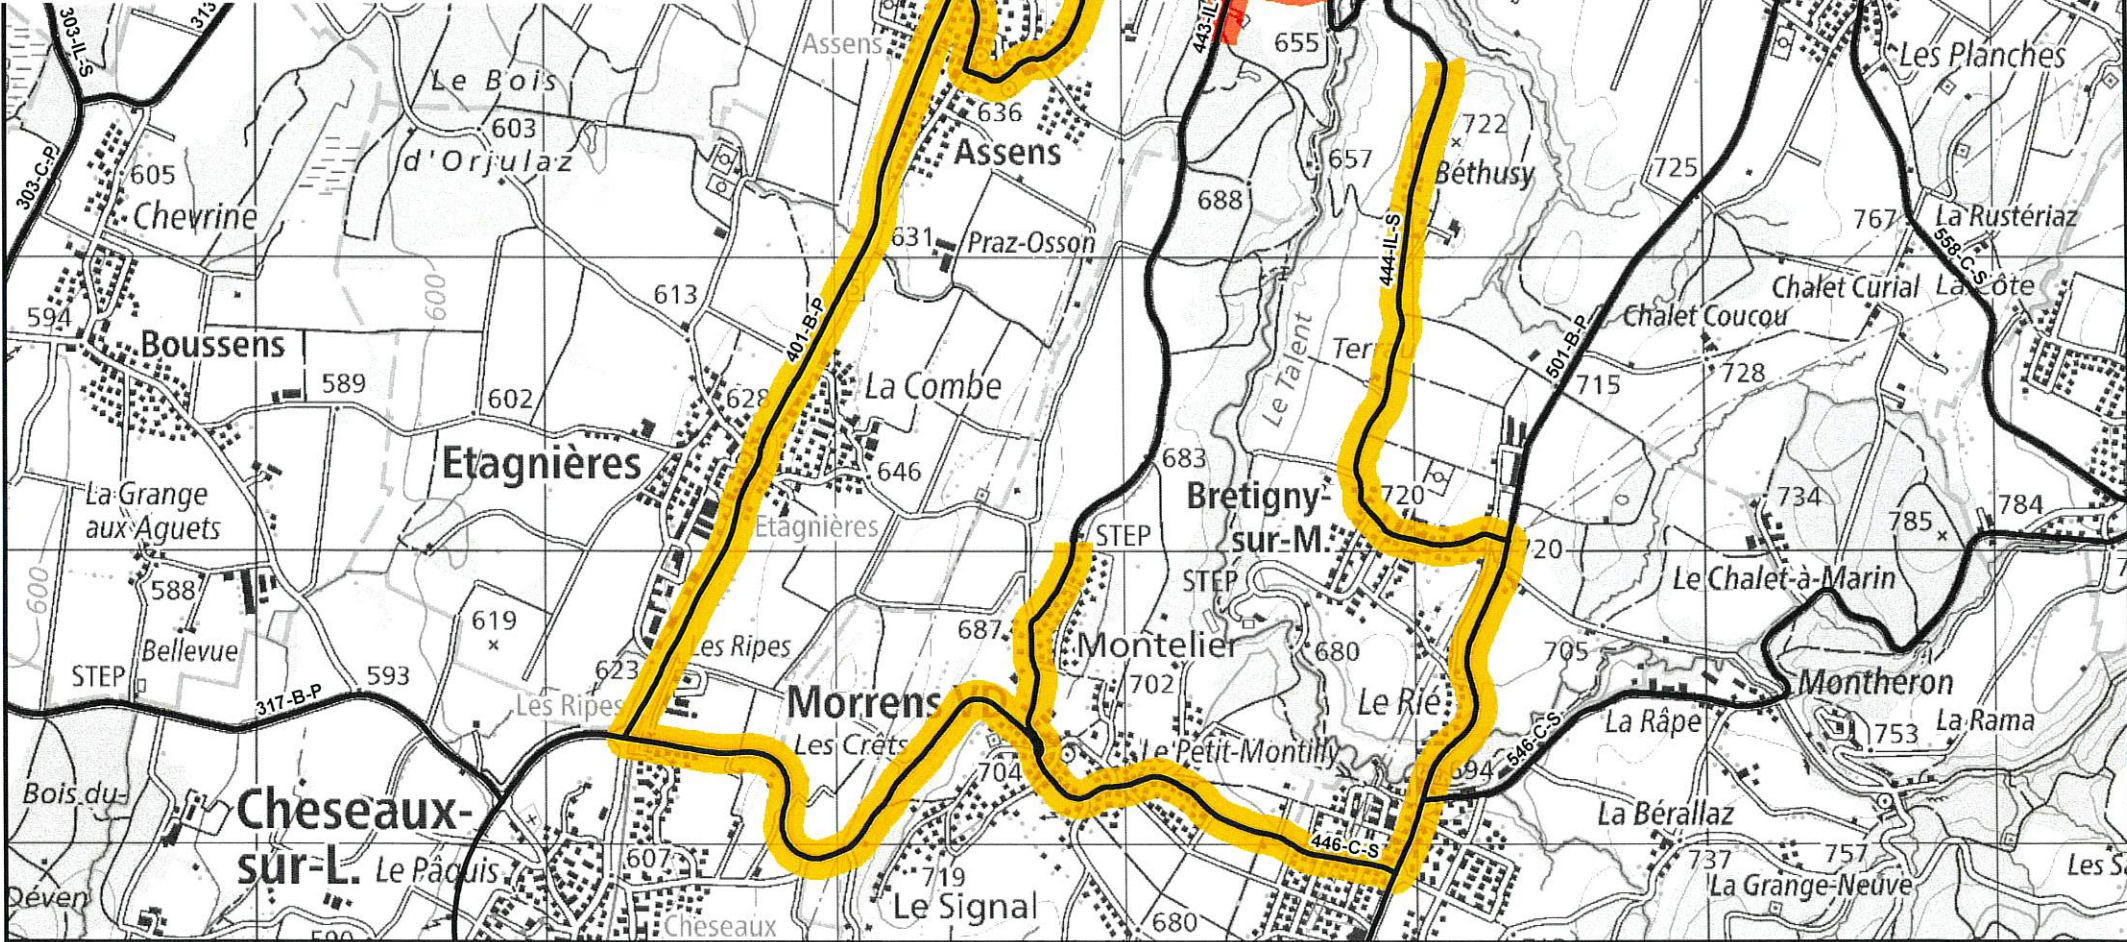 303-IL-S
313
Assens
443-IL
655
Les Planches
Le Bois
603
d'Orjulaz
636
Assens
722
657
Béthusy
725
303-C-P
605
Chevrine
688
767
La Rustériaz
631
Praz-Osson
444-IL-S
558-C-S
600
613
Chalet Curial
La Côte
594
Boussens
401-B-P
Le Talent
Chalet Coucou
501-B-P
589
602
628
La Combe
715
728
Etagnières
646
683
La Grange
aux Aguets
Bretigny-
sur-M.
720
734
785
784
Etagnières
STEP
720
600
588
STEP
Le Chalet-à-Marin
619
687
Bellevue
Les Ripes
Montelier
680
705
STEP
593
623
702
Montheron
317-B-P
Les Ripes
Morrens VD
Le Rié
La Râpe
753
La Rama
Les Crêts
Le Petit-Montilly
546-C-S
704
694
Bois du-
Cheseaux-
sur-L.
La Bérallaz
Le Pâquis
607
446-C-S
737
757
Les S
719
Déven
Le Signal
La Grange-Neuve
Cheseaux
680